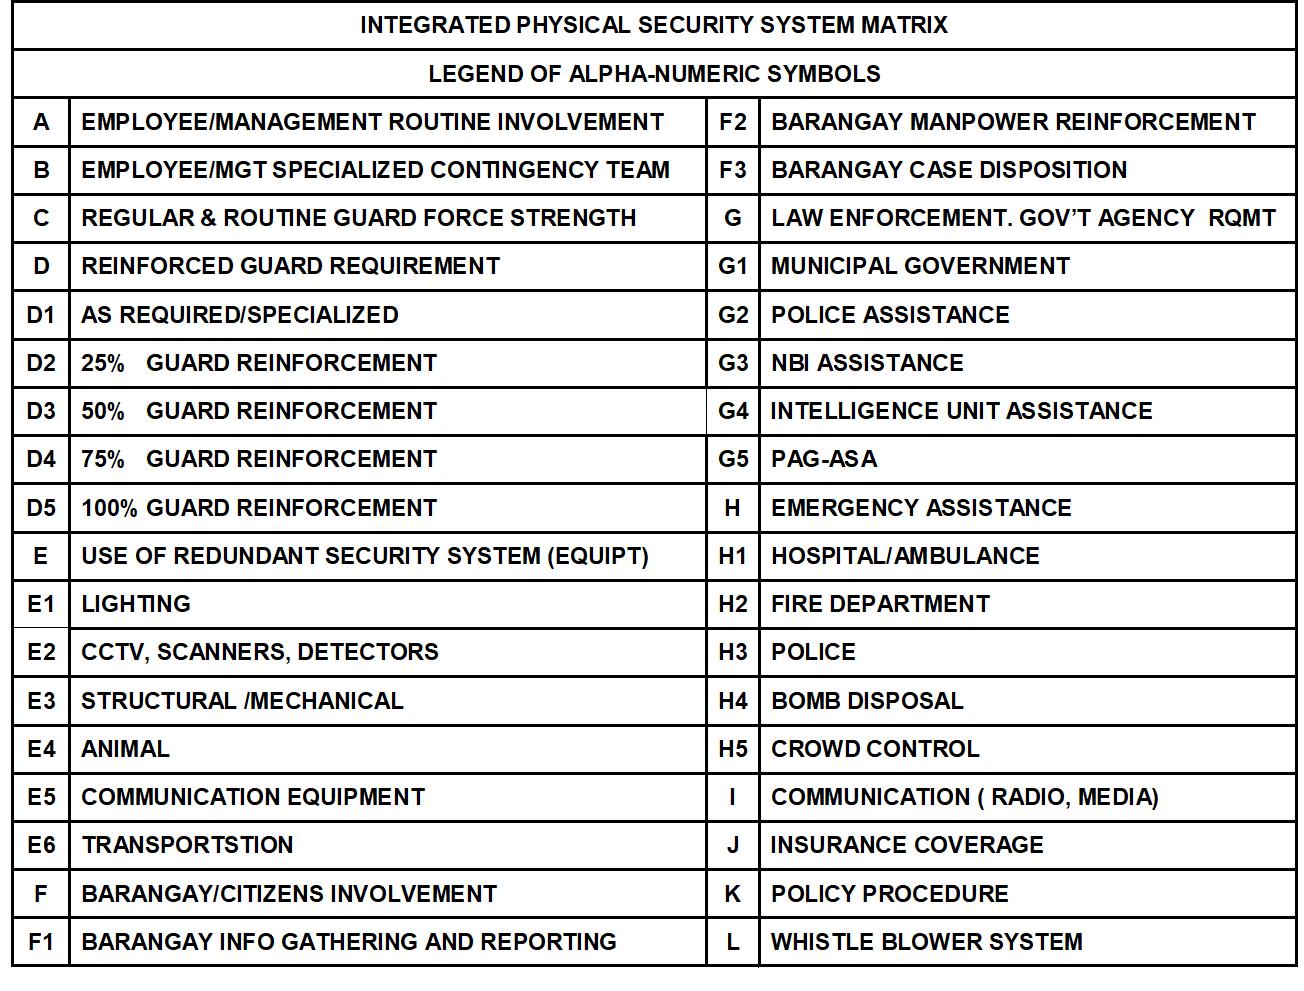 INTEGRATED PHYSICAL SECURITY SYSTEM MATRIX
LEGEND OF ALPHA-NUMERIC SYMBOLS
A EMPLOYEE/MANAGEMENT ROUTINE INVOLVEMENT F2 BARANGAY MANPOWER REINFORCEMENT
B EMPLOYEE/MGT SPECIALIZED CONTINGENCY TEAM F3 BARANGAY CASE DISPOSITION
C REGULAR & ROUTINE GUARD FORCE STRENGTH G LAW ENFORCEMENT. GOV'T AGENCY RQMT
D REINFORCED GUARD REQUIREMENT G1 MUNICIPAL GOVERNMENT
D1 AS REQUIRED/SPECIALIZED G2 POLICE ASSISTANCE
D2 25% GUARD REINFORCEMENT G3 NBI ASSISTANCE
D3 50% GUARD REINFORCEMENT G4 INTELLIGENCE UNIT ASSISTANCE
D4 75% GUARD REINFORCEMENT G5 PAG-ASA
D5 100% GUARD REINFORCEMENT H EMERGENCY ASSISTANCE
E USE OF REDUNDANT SECURITY SYSTEM (EQUIPT) H1 HOSPITAL/AMBULANCE
E1 LIGHTING H2 FIRE DEPARTMENT
E2 CCTV, SCANNERS, DETECTORS H3 POLICE
E3 STRUCTURAL /MECHANICAL H4 BOMB DISPOSAL
E4 ANIMAL H5 CROWD CONTROL
E5 COMMUNICATION EQUIPMENT I COMMUNICATION ( RADIO, MEDIA)
E6 TRANSPORTSTION J INSURANCE COVERAGE
F BARANGAY/CITIZENS INVOLVEMENT K POLICY PROCEDURE
F1 BARANGAY INFO GATHERING AND REPORTING L WHISTLE BLOWER SYSTEM